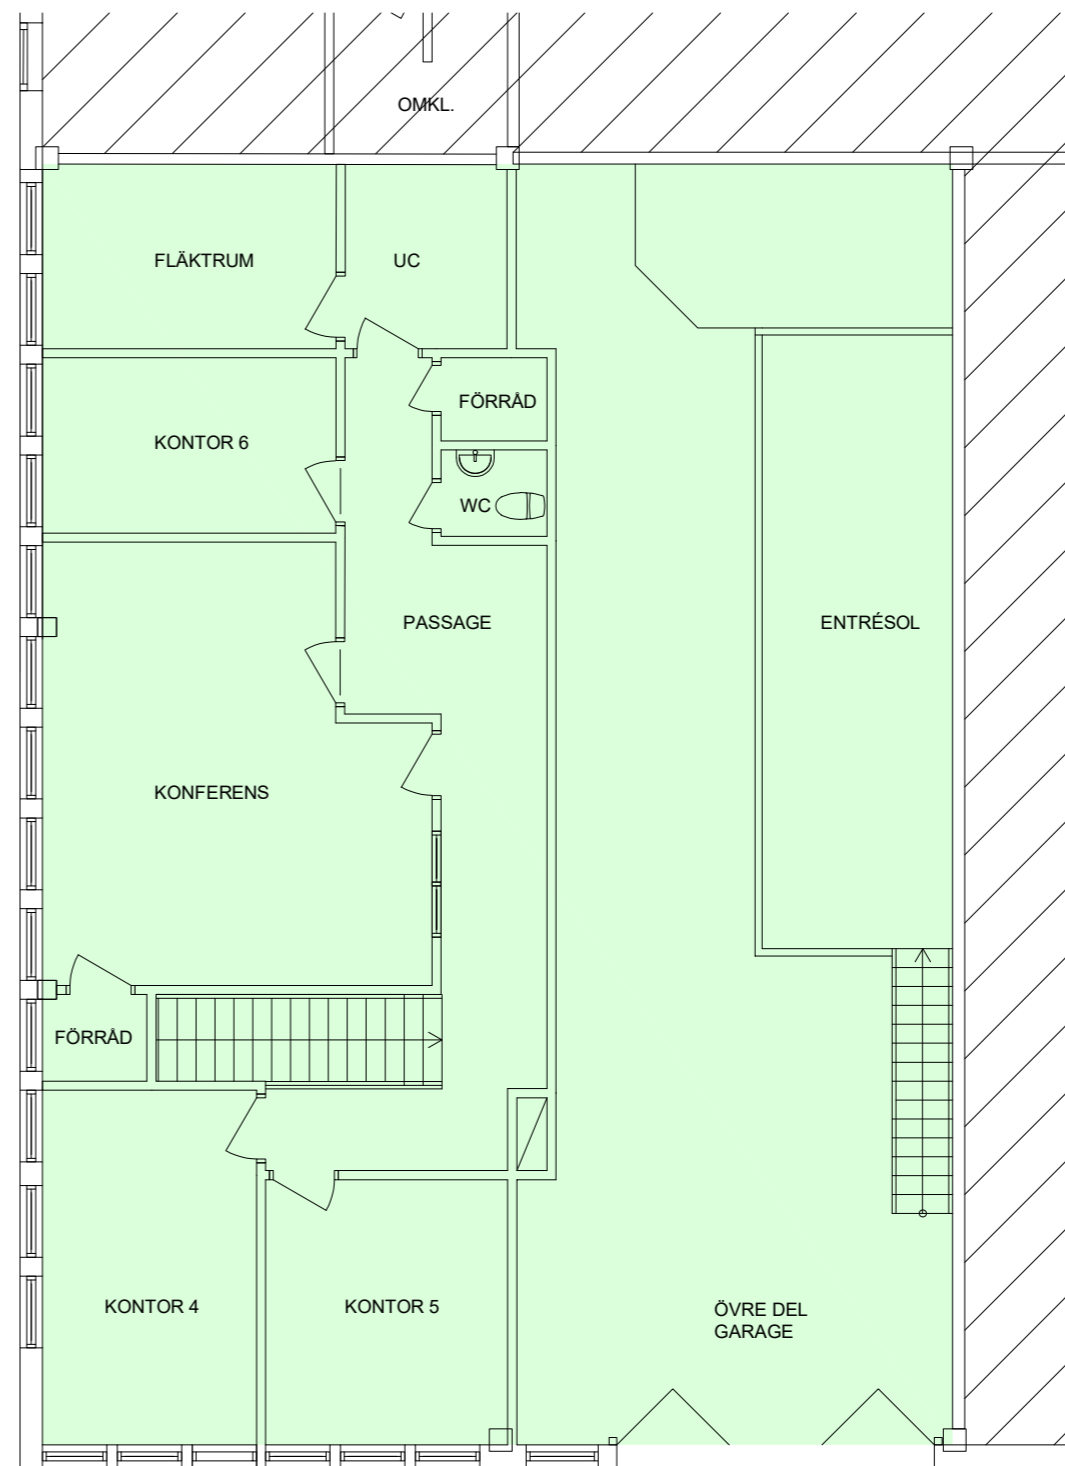 OMKL.
FLÄKTRUM
UC
FÖRRÅD
KONTOR 6
WC
PASSAGE
ENTRÉSOL
KONFERENS
FÖRRÅD
KONTOR 4
KONTOR 5
ÖVRE DEL
GARAGE